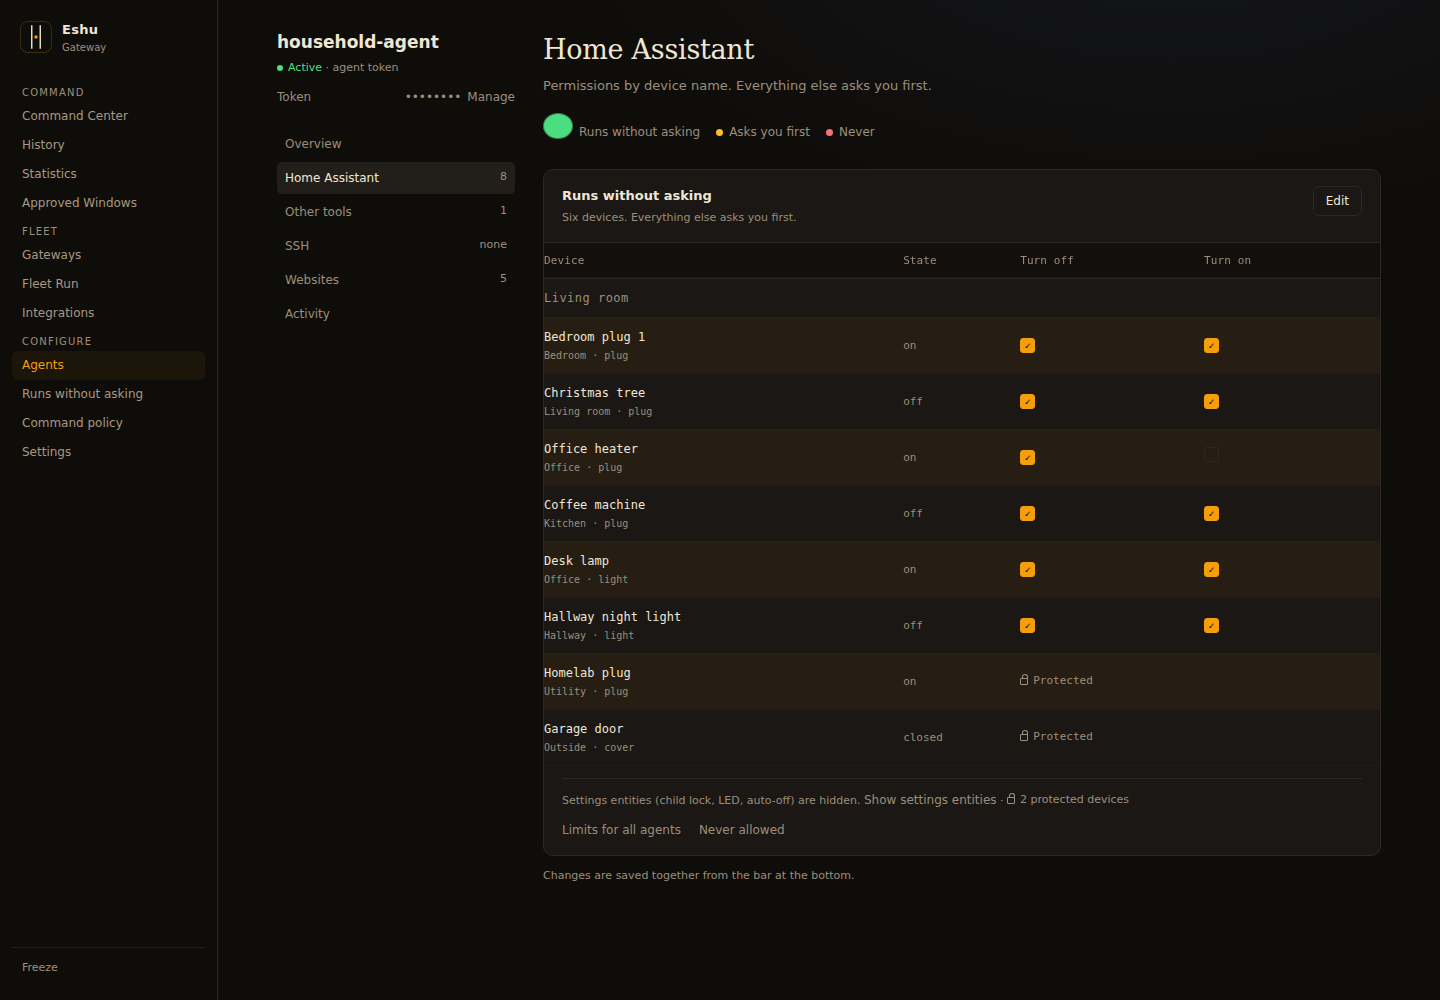 Eshu
Gateway
COMMAND
Command Center
History
Statistics
Approved Windows
FLEET
Gateways
Fleet Run
Integrations
CONFIGURE
Agents
Runs without asking
Command policy
Settings
Freeze
household-agent
Active · agent token
Token •••••••• Manage
Overview
Home Assistant 8
Other tools 1
SSH none
Websites 5
Activity
Home Assistant
Permissions by device name. Everything else asks you first.
Runs without asking Asks you first Never
Runs without asking
Six devices. Everything else asks you first.
Edit
Device State Turn off Turn on
Living room
Bedroom plug 1
Bedroom · plug
on ✓ ✓
Christmas tree
Living room · plug
off ✓ ✓
Office heater
Office · plug
on ✓
Coffee machine
Kitchen · plug
off ✓ ✓
Desk lamp
Office · light
on ✓ ✓
Hallway night light
Hallway · light
off ✓ ✓
Homelab plug
Utility · plug
on Protected
Garage door
Outside · cover
closed Protected
Settings entities (child lock, LED, auto-off) are hidden. Show settings entities · 2 protected devices
Limits for all agents Never allowed
Changes are saved together from the bar at the bottom.